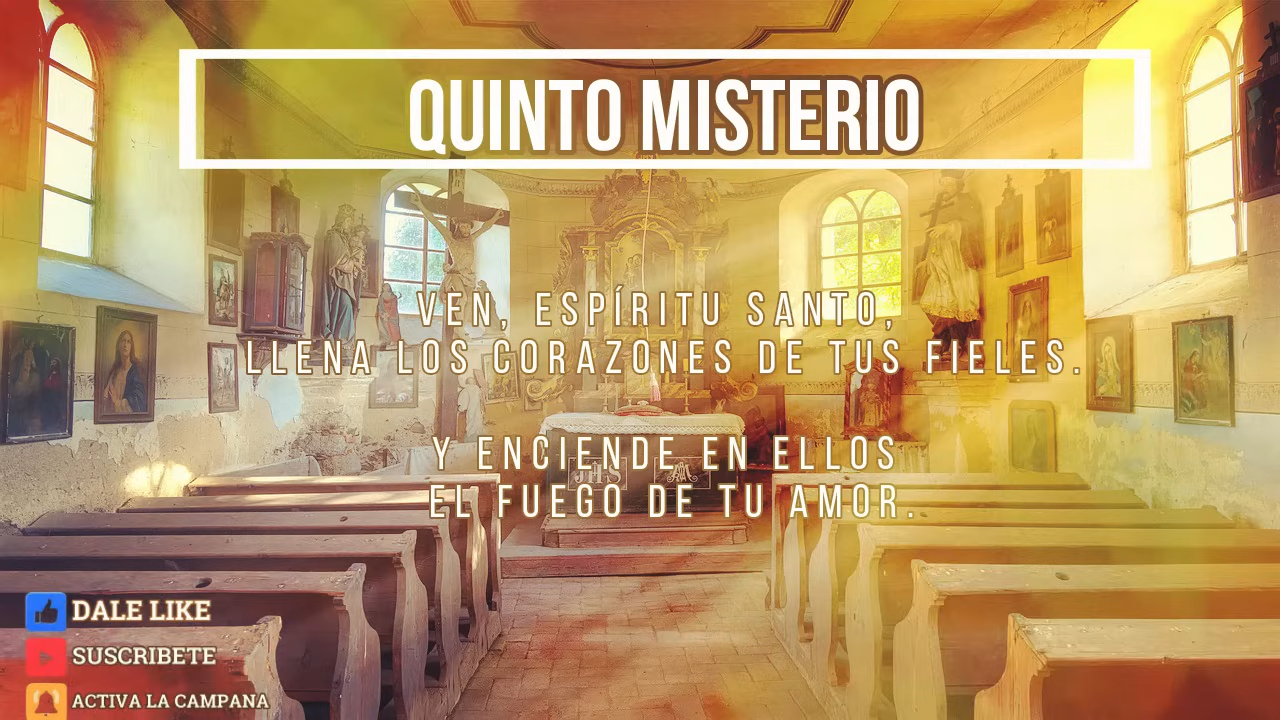 QUINTO MISTERIO
VEN, ESPÍRITU SANTO,
LLENA LOS CORAZONES DE TUS FIELES.
Y ENCIENDE EN ELLOS
EL FUEGO DE TU AMOR.
JHS
DALE LIKE
SUSCRIBETE
ACTIVA LA CAMPANA